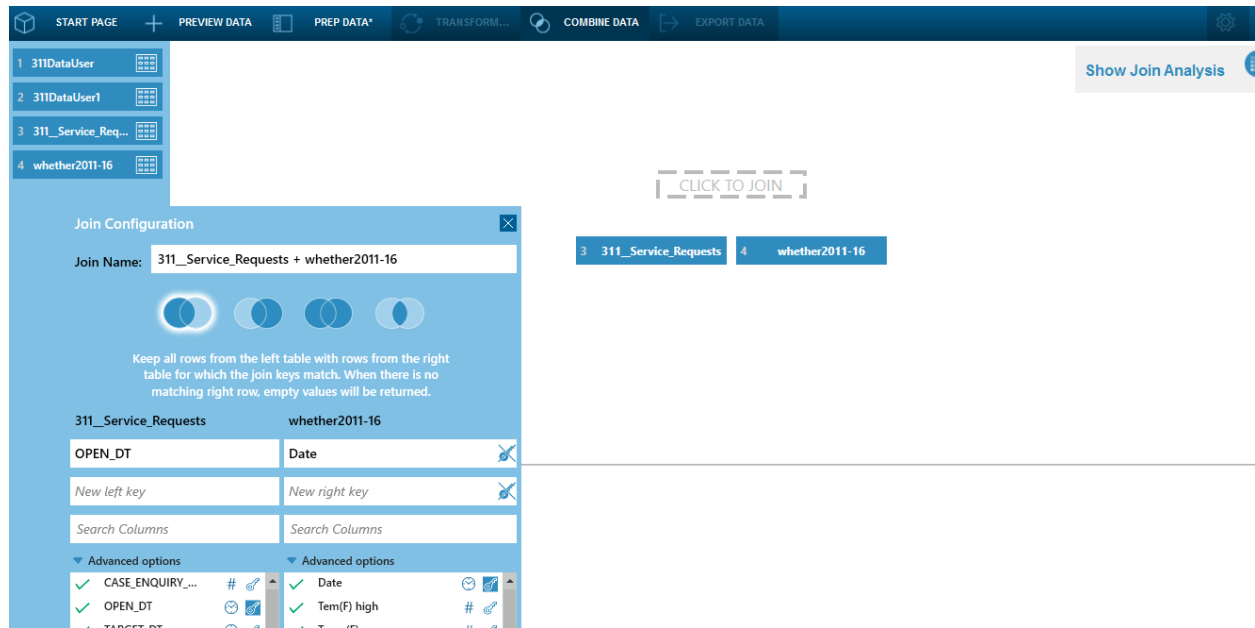 START PAGE PREVIEW DATA PREP DATA* TRANSFORM... COMBINE DATA EXPORT DATA
1 311DataUser
2 311DataUser1
3 311__Service_Req...
4 whether2011-16
Show Join Analysis
CLICK TO JOIN
3 311__Service_Requests 4 whether2011-16
Join Configuration
Join Name: 311__Service_Requests + whether2011-16
Keep all rows from the left table with rows from the right
table for which the join keys match. When there is no
matching right row, empty values will be returned.
311__Service_Requests whether2011-16
OPEN_DT Date
New left key New right key
Search Columns Search Columns
Advanced options Advanced options
CASE_ENQUIRY_... # Date
OPEN_DT Tem(F) high #
TARGET_DT